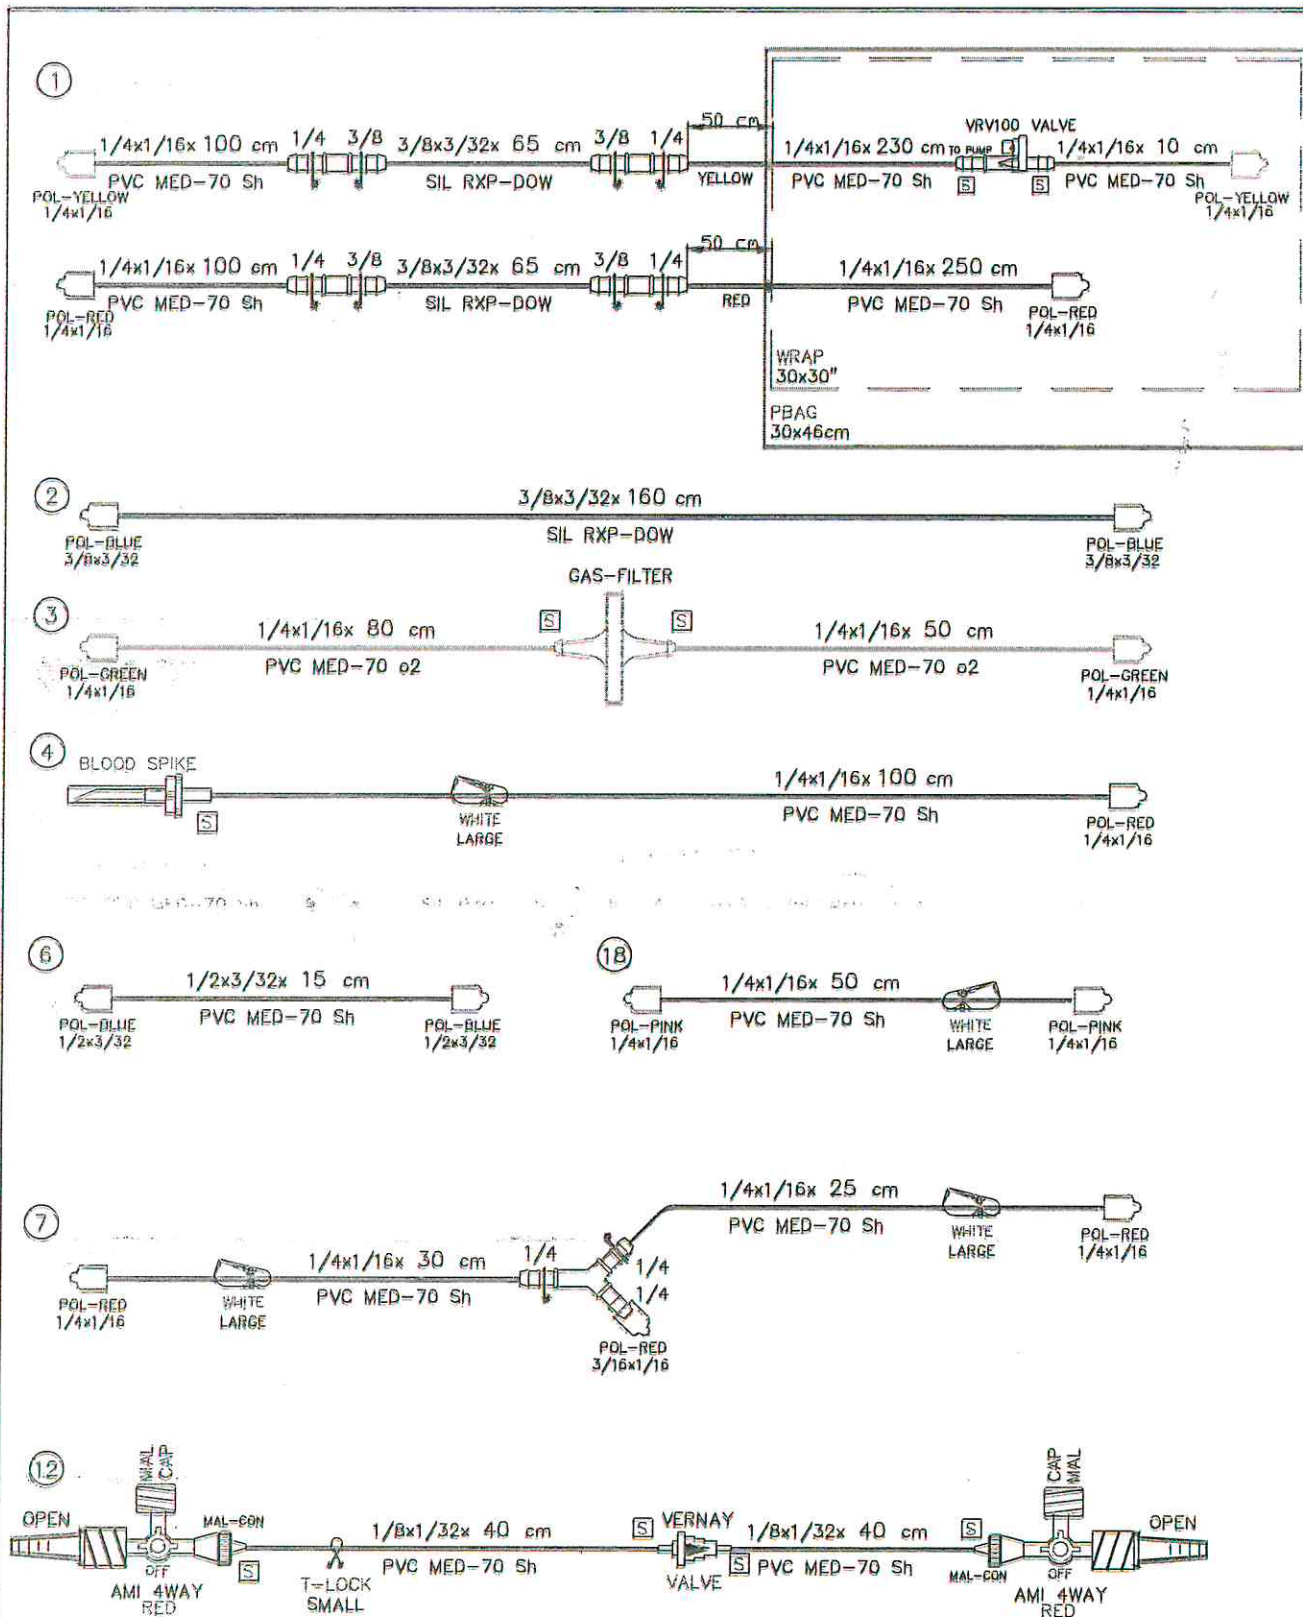 1
50 cm
VRV100 VALVE
1/4x1/16x 100 cm 1/4 3/8 3/8x3/32x 65 cm 3/8 1/4 1/4x1/16x 230 cm TO PUMP 1/4x1/16x 10 cm
PVC MED-70 Sh SIL RXP-DOW YELLOW PVC MED-70 Sh S S PVC MED-70 Sh
POL-YELLOW POL-YELLOW
1/4x1/16 1/4x1/16
50 cm
1/4x1/16x 100 cm 1/4 3/8 3/8x3/32x 65 cm 3/8 1/4 1/4x1/16x 250 cm
PVC MED-70 Sh SIL RXP-DOW RED
POL-RED POL-RED
1/4x1/16 1/4x1/16
WRAP
30x30"
PBAG
30x46cm
2
3/8x3/32x 160 cm
SIL RXP-DOW
POL-BLUE POL-BLUE
3/8x3/32 3/8x3/32
GAS-FILTER
3
1/4x1/16x 80 cm S S 1/4x1/16x 50 cm
PVC MED-70 o2 PVC MED-70 o2
POL-GREEN POL-GREEN
1/4x1/16 1/4x1/16
4
BLOOD SPIKE
1/4x1/16x 100 cm
S WHITE PVC MED-70 Sh
LARGE
POL-RED
1/4x1/16
6 18
1/2x3/32x 15 cm 1/4x1/16x 50 cm
PVC MED-70 Sh PVC MED-70 Sh
POL-BLUE POL-BLUE POL-PINK WHITE POL-PINK
1/2x3/32 1/2x3/32 1/4x1/16 LARGE 1/4x1/16
1/4x1/16x 25 cm
7
PVC MED-70 Sh WHITE POL-RED
LARGE 1/4x1/16
1/4x1/16x 30 cm 1/4 1/4
PVC MED-70 Sh 1/4
POL-RED WHITE
1/4x1/16 LARGE
POL-RED
3/16x1/16
12
MAL CAP CAP MAL
OPEN MAL-CON 1/8x1/32x 40 cm S VERNAY 1/8x1/32x 40 cm S OPEN
OFF S PVC MED-70 Sh VALVE S PVC MED-70 Sh MAL-CON OFF
AMI 4WAY T-LOCK AMI 4WAY
RED SMALL RED